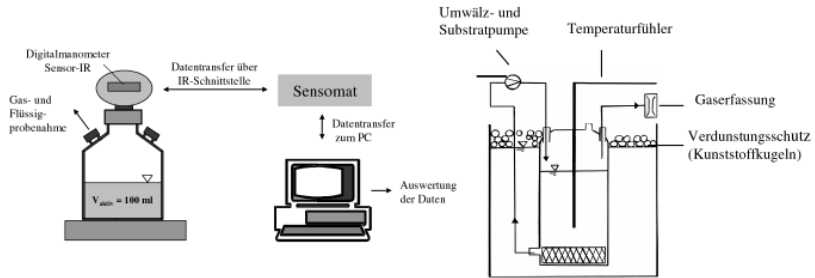 Digitalmanometer
Sensor-IR
Datentransfer über
IR-Schnittstelle
Sensomat
Gas- und
Flüssig-
probenahme
Datentransfer
zum PC
V_aktiv = 100 ml
Auswertung
der Daten
Umwälz- und
Substratpumpe
Temperaturfühler
Gaserfassung
Verdunstungsschutz
(Kunststoffkugeln)